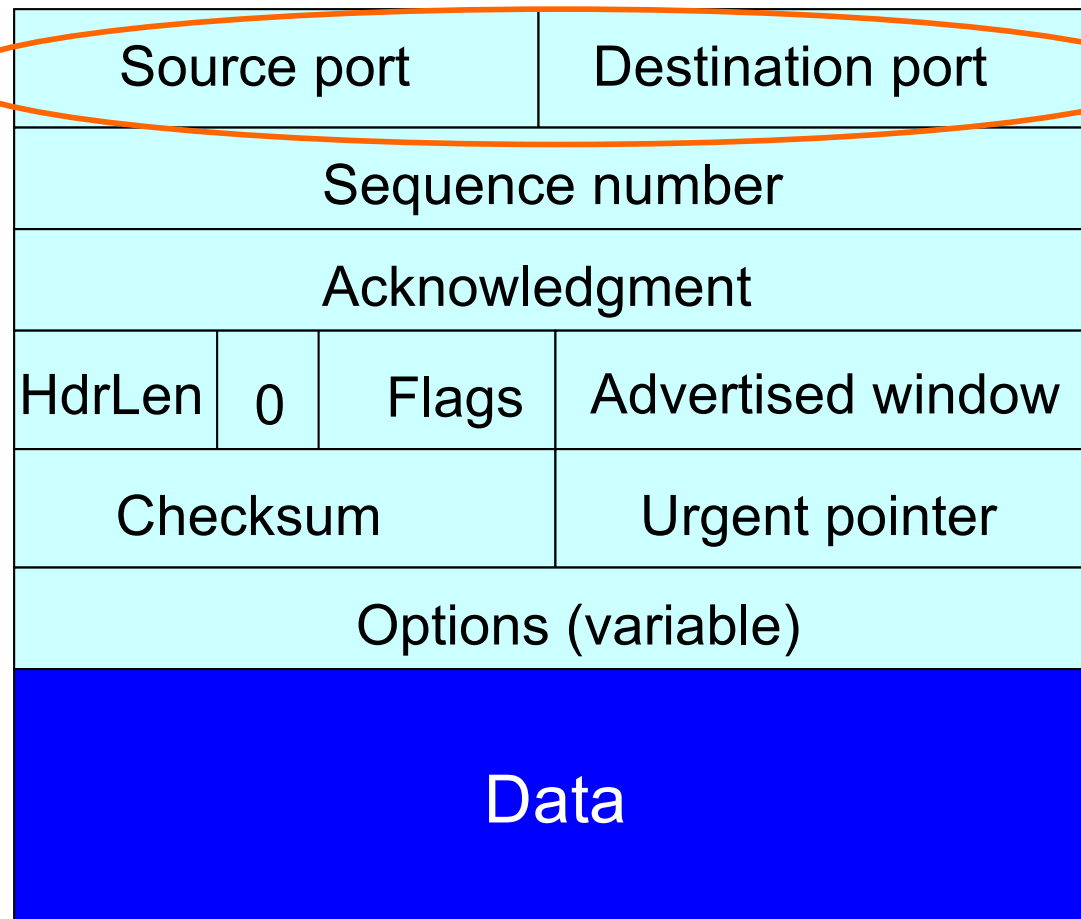 Source port Destination port
Sequence number
Acknowledgment
HdrLen 0 Flags Advertised window
Checksum Urgent pointer
Options (variable)
Data